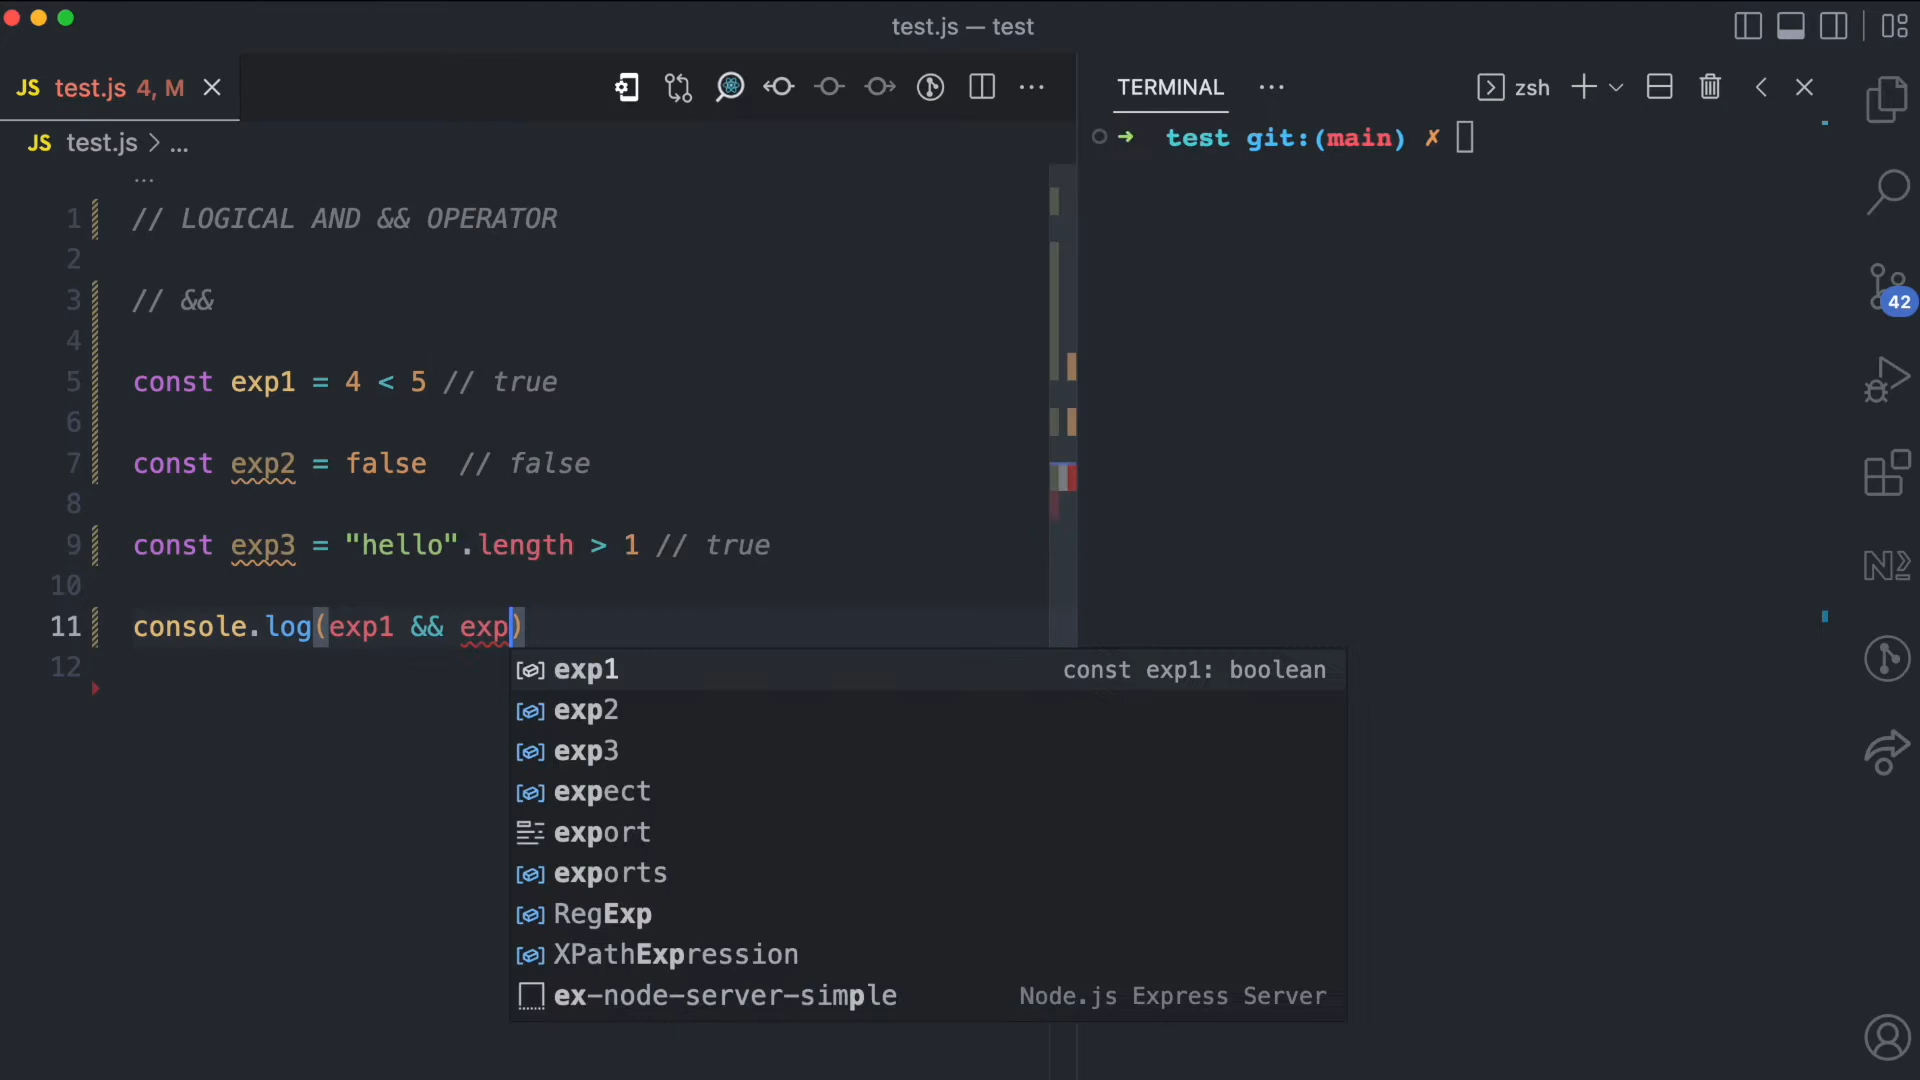 test.js — test
JS test.js 4, M
TERMINAL ... zsh
JS test.js > ...
test git:(main) ✗
...
1 // LOGICAL AND && OPERATOR
2
3 // &&
4
5 const exp1 = 4 < 5 // true
6
7 const exp2 = false // false
8
9 const exp3 = "hello".length > 1 // true
10
11 console.log(exp1 && exp)
12
exp1 const exp1: boolean
exp2
exp3
expect
export
exports
RegExp
XPathExpression
ex-node-server-simple Node.js Express Server
42